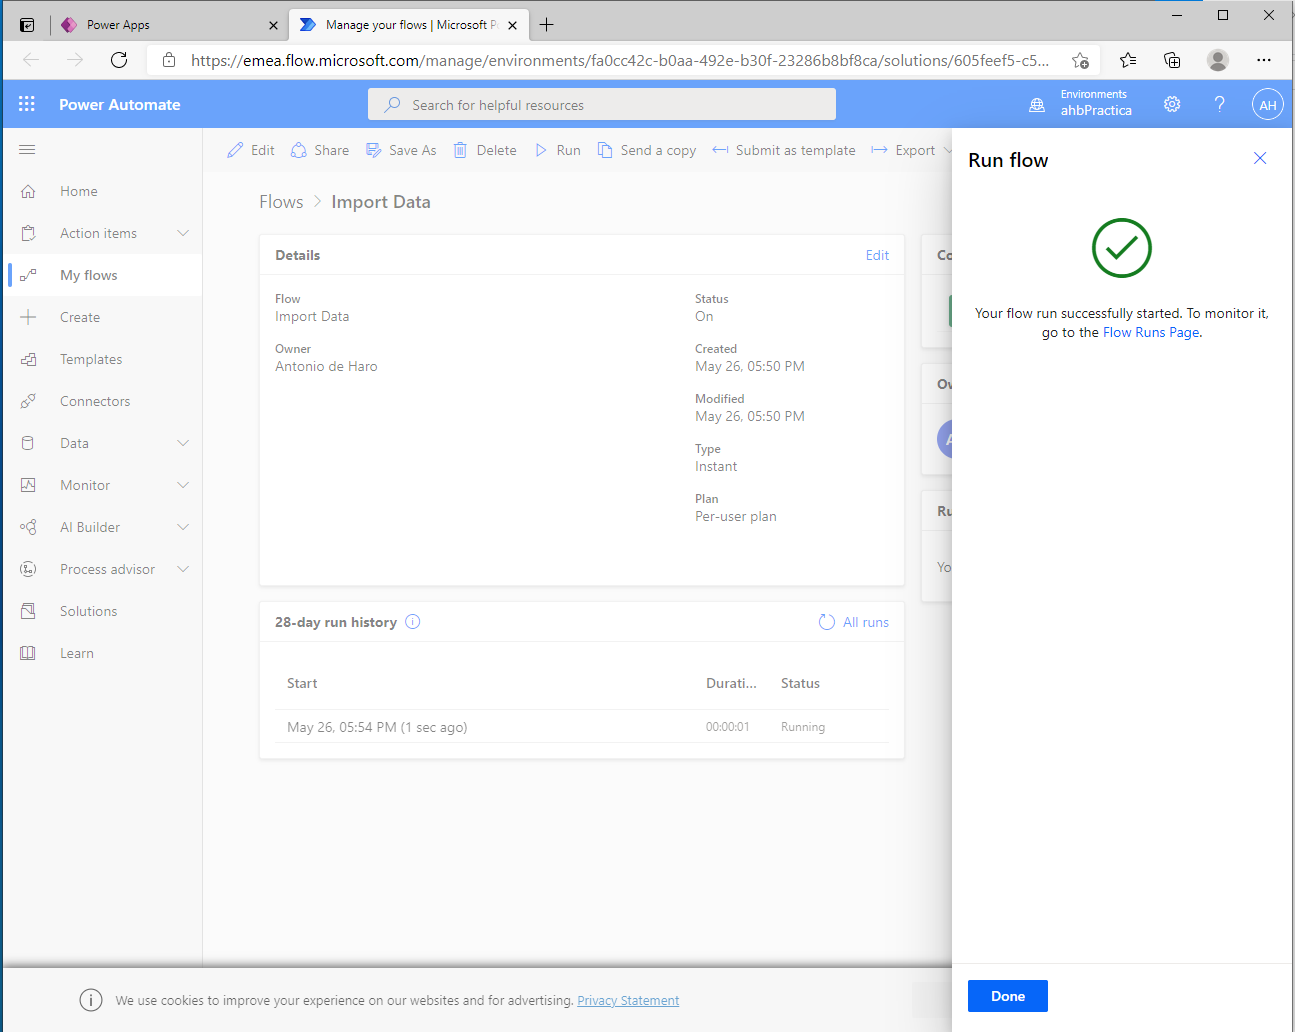 Power Apps
Manage your flows | Microsoft P
https://emea.flow.microsoft.com/manage/environments/fa0cc42c-b0aa-492e-b30f-23286b8bf8ca/solutions/605feef5-c5...
Power Automate
Search for helpful resources
Environments
ahbPractica
?
AH
Edit
Share
Save As
Delete
Run
Send a copy
Submit as template
Export
Home
Action items
My flows
Create
Templates
Connectors
Data
Monitor
AI Builder
Process advisor
Solutions
Learn
Flows > Import Data
Details
Edit
Flow
Import Data
Owner
Antonio de Haro
Status
On
Created
May 26, 05:50 PM
Modified
May 26, 05:50 PM
Type
Instant
Plan
Per-user plan
28-day run history
All runs
Start
Durati...
Status
May 26, 05:54 PM (1 sec ago)
00:00:01
Running
Co
Ow
A
Ru
Yo
Run flow
Your flow run successfully started. To monitor it,
go to the Flow Runs Page.
Done
We use cookies to improve your experience on our websites and for advertising. Privacy Statement